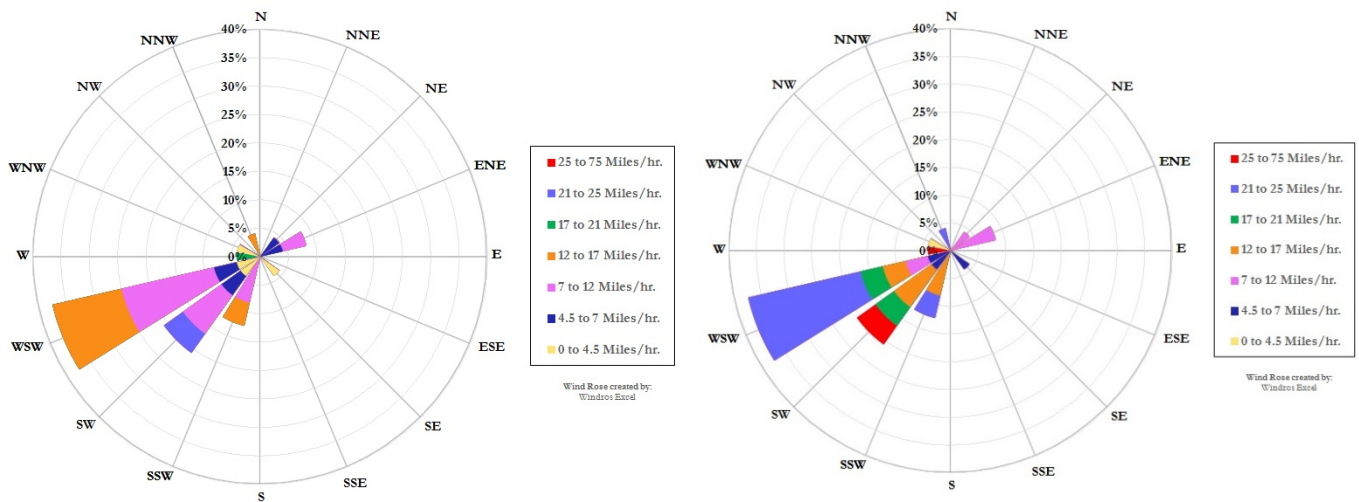 N
NNE
NE
ENE
E
ESE
SE
SSE
S
SSW
SW
WSW
W
WNW
NW
NNW
40%
35%
30%
25%
20%
15%
10%
5%
0%
25 to 75 Miles/hr.
21 to 25 Miles/hr.
17 to 21 Miles/hr.
12 to 17 Miles/hr.
7 to 12 Miles/hr.
4.5 to 7 Miles/hr.
0 to 4.5 Miles/hr.
Wind Rose created by:
Windros Excel
N
NNE
NE
ENE
E
ESE
SE
SSE
S
SSW
SW
WSW
W
WNW
NW
NNW
40%
35%
30%
25%
20%
15%
10%
5%
0%
25 to 75 Miles/hr.
21 to 25 Miles/hr.
17 to 21 Miles/hr.
12 to 17 Miles/hr.
7 to 12 Miles/hr.
4.5 to 7 Miles/hr.
0 to 4.5 Miles/hr.
Wind Rose created by:
Windros Excel